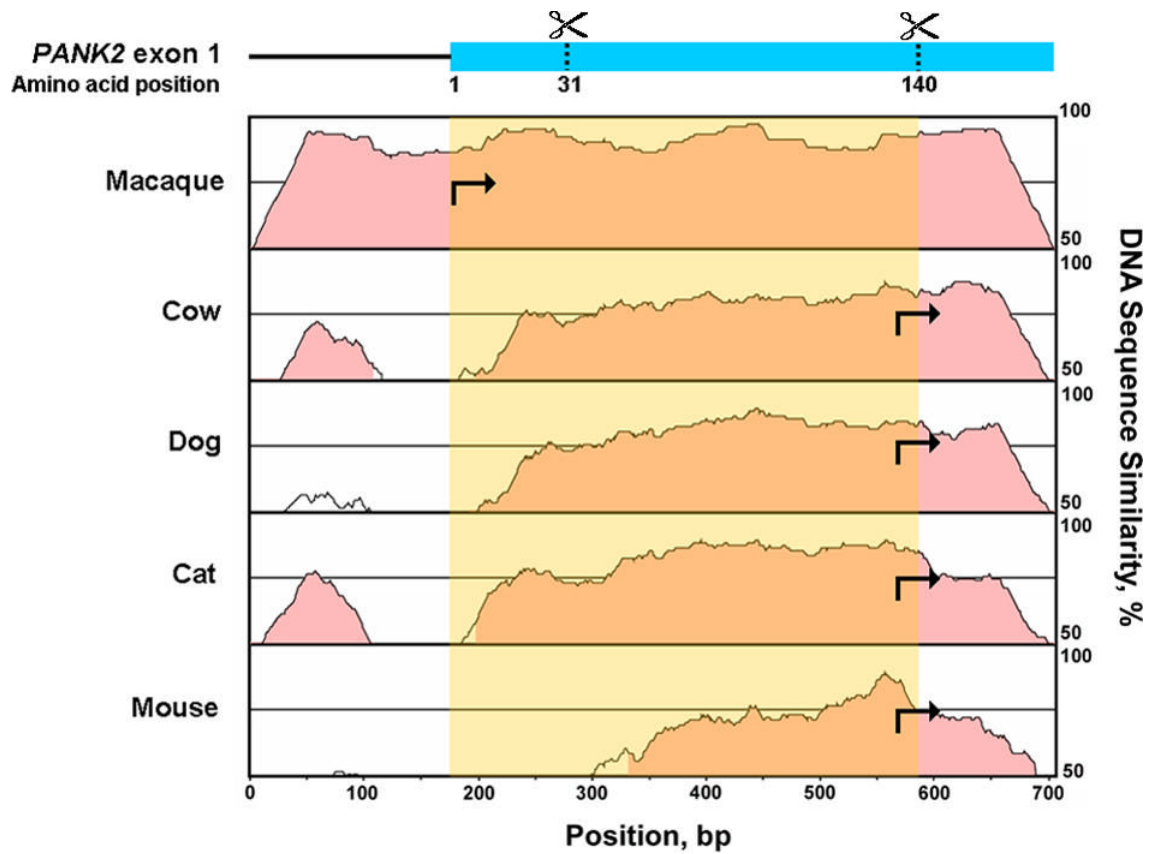 PANK2 exon 1
Amino acid position
1 31 140
Macaque
100
50
Cow
100
50
Dog
100
50
Cat
100
50
Mouse
100
50
DNA Sequence Similarity, %
0 100 200 300 400 500 600 700
Position, bp